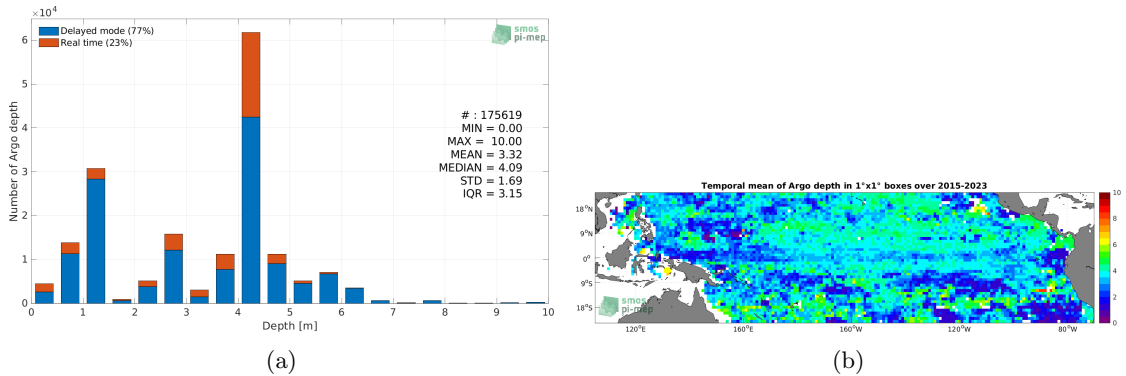 ×10⁴
Delayed mode (77%)
Real time (23%)
smos
pi-mep
6
5
4
3
2
1
0
Number of Argo depth
# : 175619
MIN = 0.00
MAX = 10.00
MEAN = 3.32
MEDIAN = 4.09
STD = 1.69
IQR = 3.15
0 1 2 3 4 5 6 7 8 9 10
Depth [m]
(a)
Temporal mean of Argo depth in 1°x1° boxes over 2015-2023
18°N
9°N
0°
9°S
18°S
smos
pi-mep
120°E 160°E 160°W 120°W 80°W
10
8
6
4
2
0
(b)